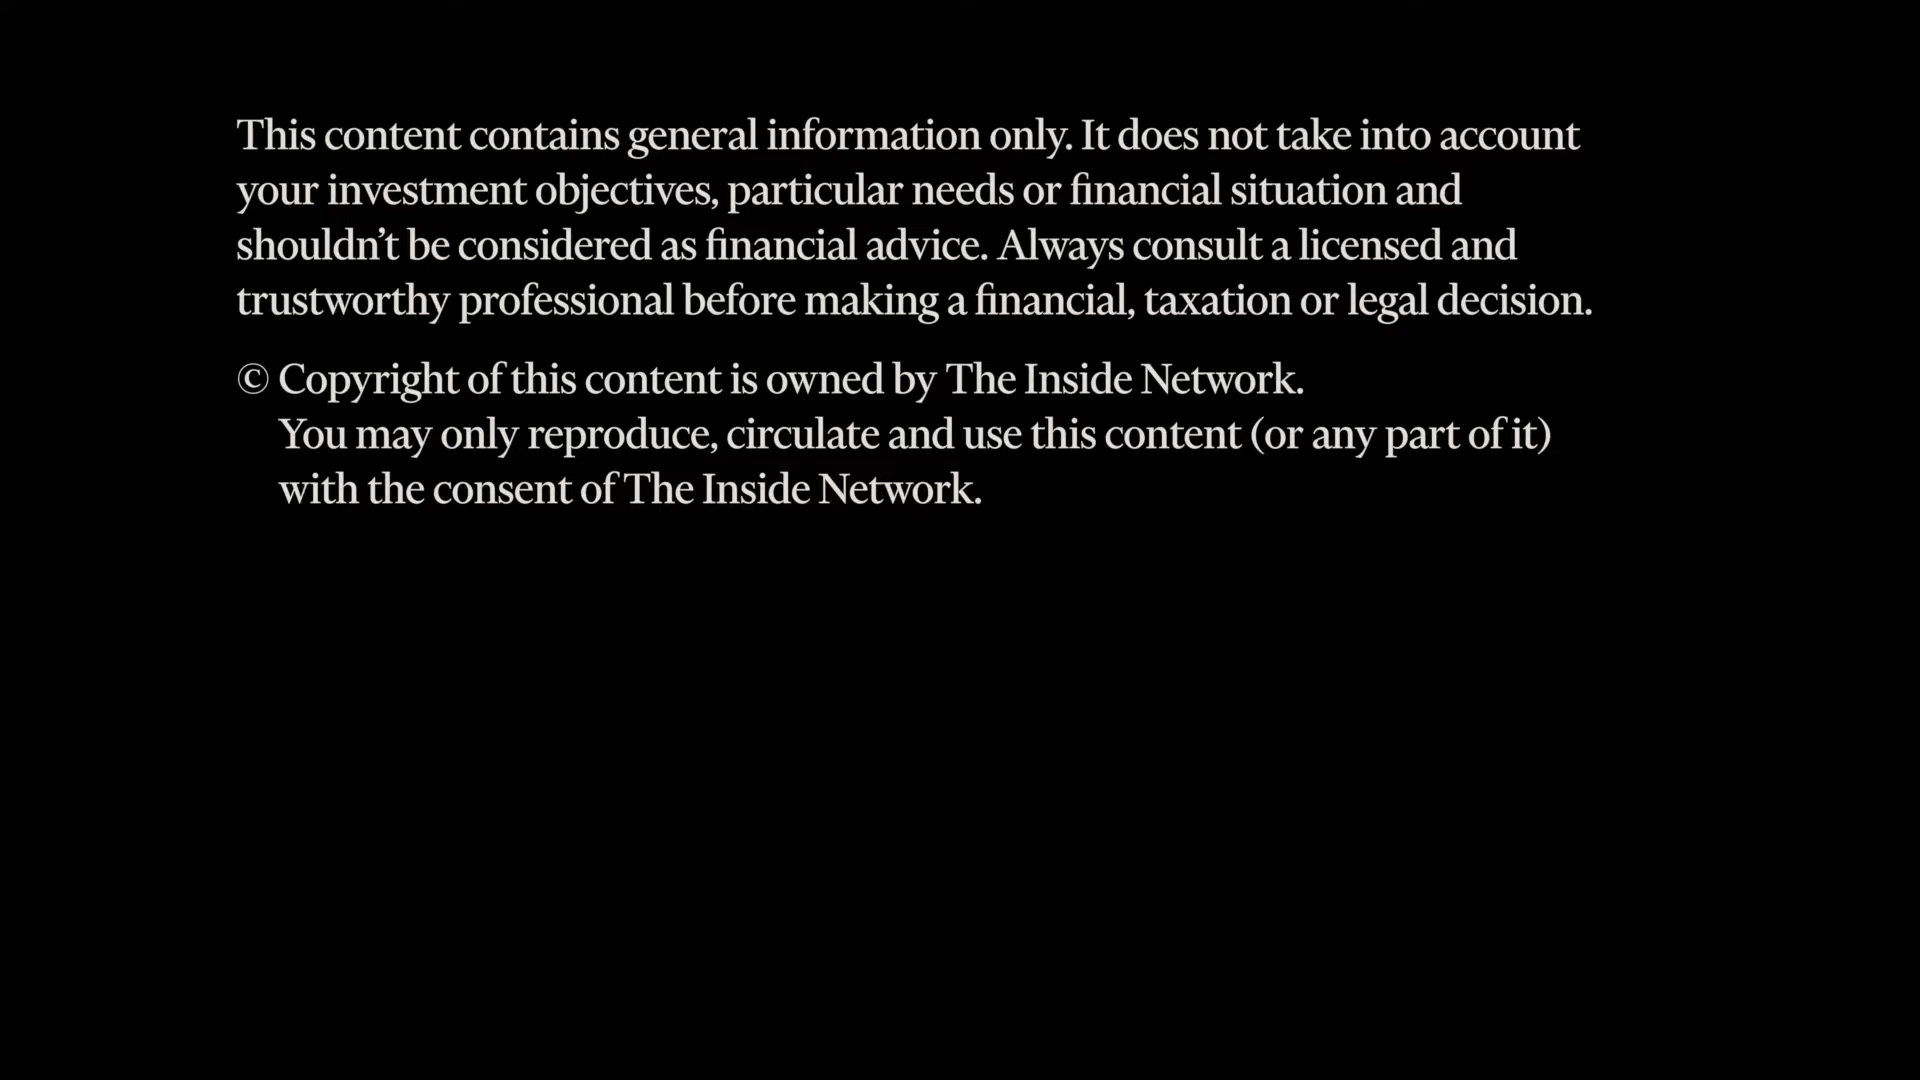 This content contains general information only. It does not take into account
your investment objectives, particular needs or financial situation and
shouldn’t be considered as financial advice. Always consult a licensed and
trustworthy professional before making a financial, taxation or legal decision.
© Copyright of this content is owned by The Inside Network.
You may only reproduce, circulate and use this content (or any part of it)
with the consent of The Inside Network.